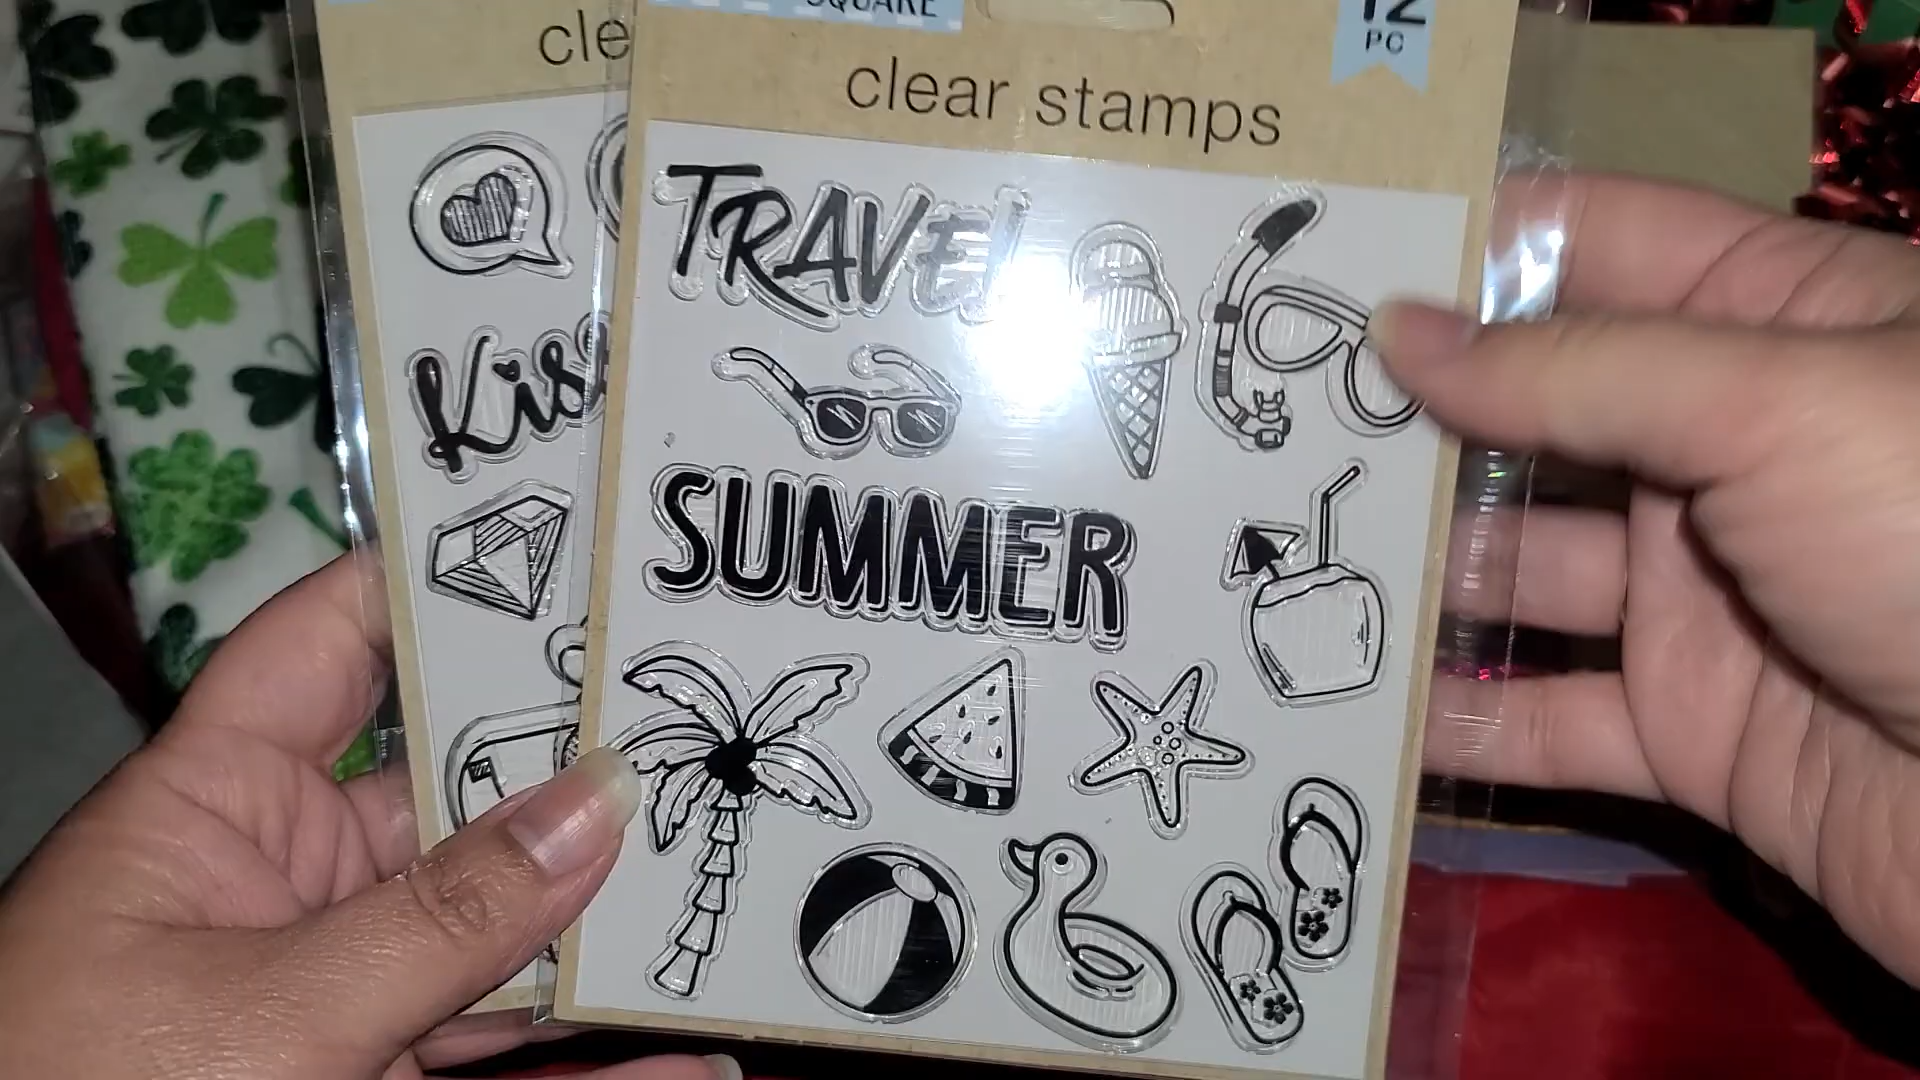 SQUARE
12
PC
cle
clear stamps
TRAVEL
Kis
SUMMER